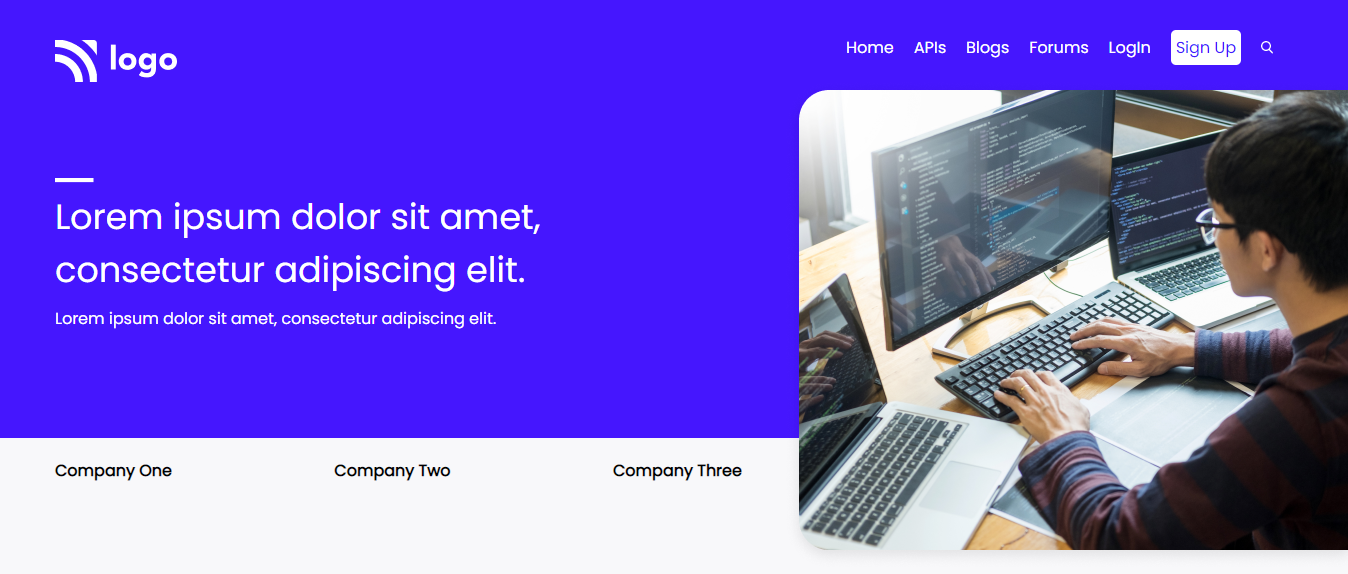 logo
Home APIs Blogs Forums LogIn Sign Up
Lorem ipsum dolor sit amet,
consectetur adipiscing elit.
Lorem ipsum dolor sit amet, consectetur adipiscing elit.
Company One Company Two Company Three